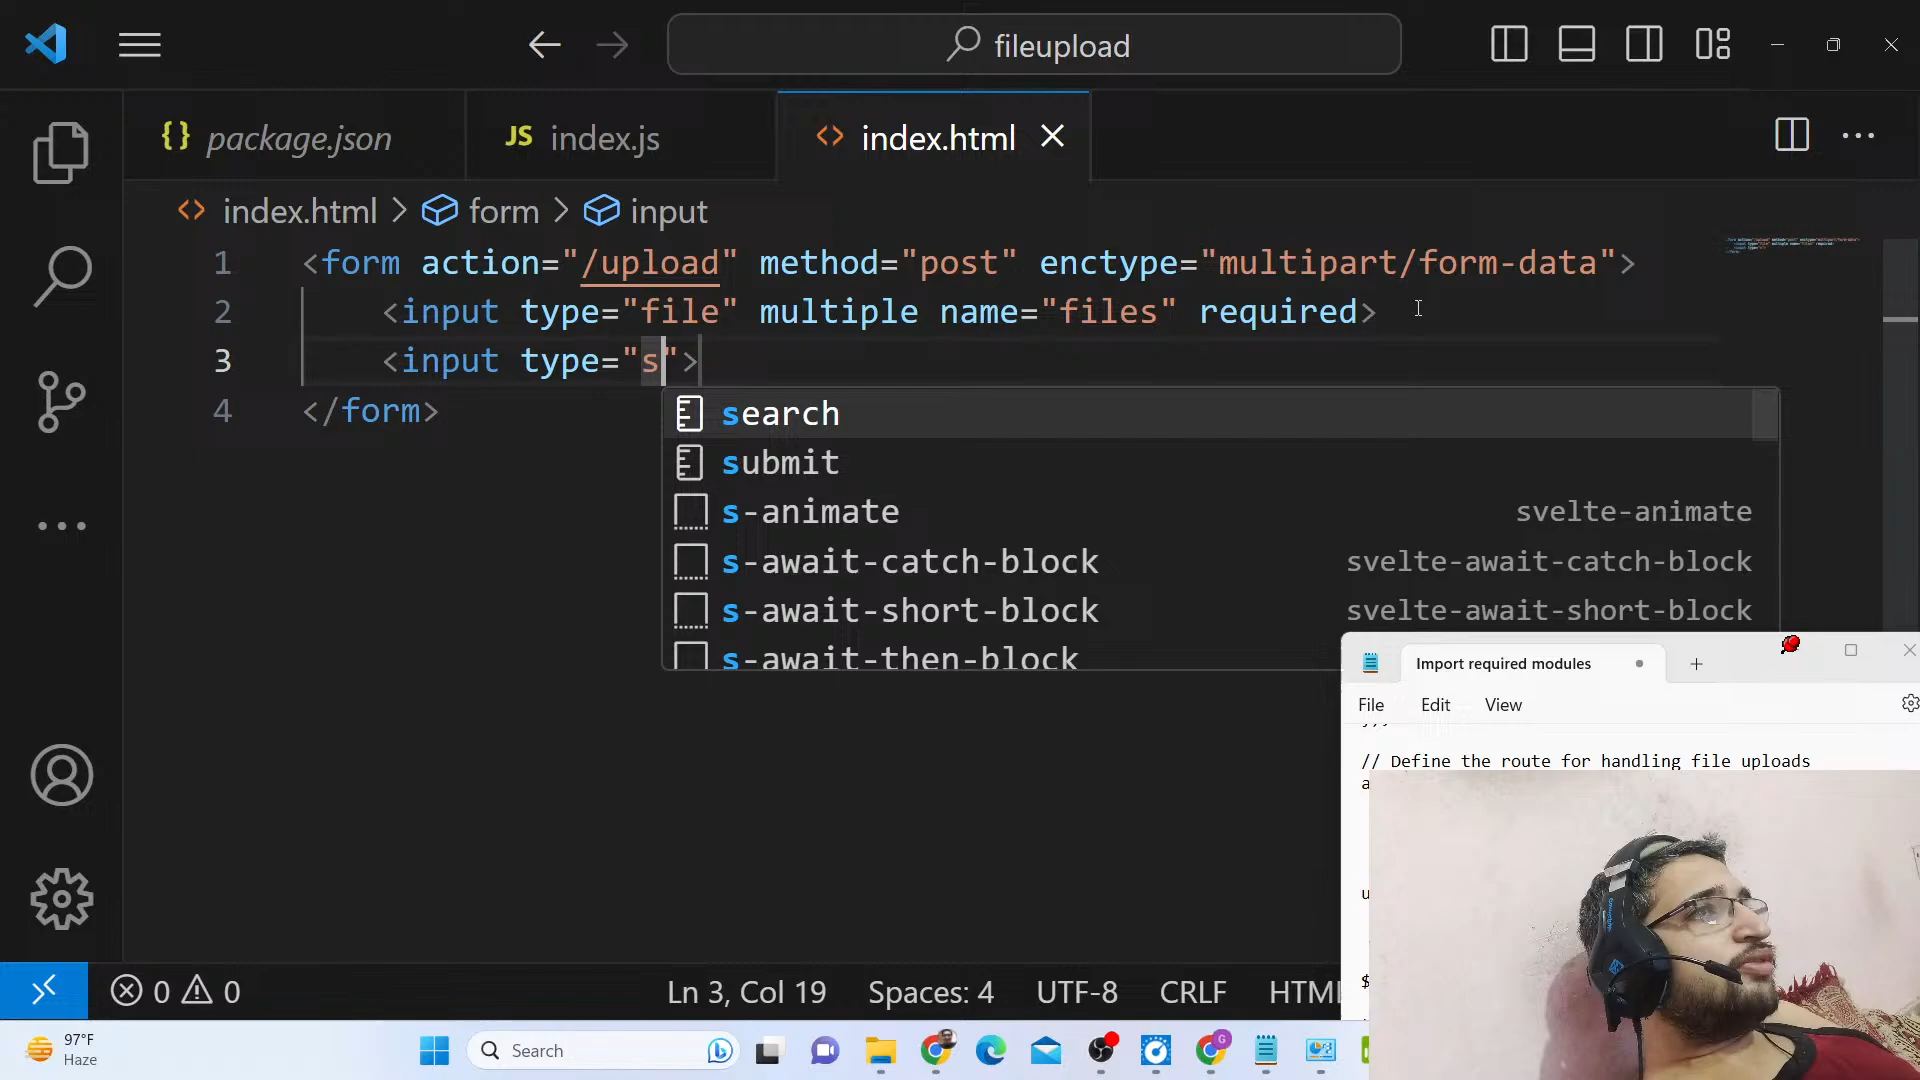 fileupload
{} package.json
JS index.js
<> index.html
<> index.html > form > input
1 <form action="/upload" method="post" enctype="multipart/form-data">
2 <input type="file" multiple name="files" required>
3 <input type="s">
4 </form>
search
submit
s-animate svelte-animate
s-await-catch-block svelte-await-catch-block
s-await-short-block svelte-await-short-block
s-await-then-block
Import required modules
File Edit View
// Define the route for handling file uploads
a
u
$
0 0
Ln 3, Col 19 Spaces: 4 UTF-8 CRLF HTM
97°F
Haze
Search